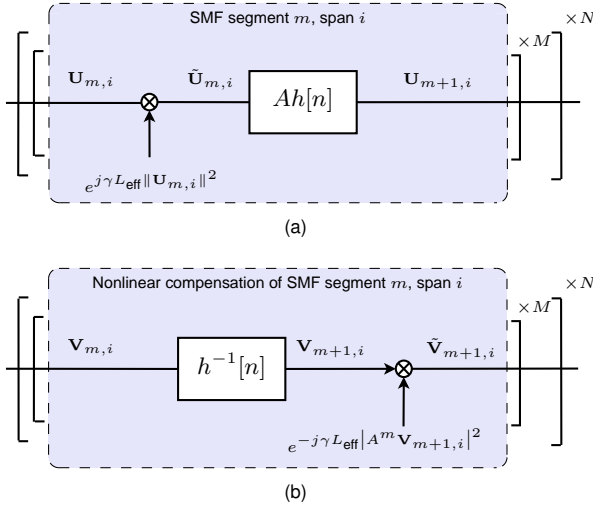 SMF segment m, span i
×M
×N
U_{m,i}
Ũ_{m,i}
Ah[n]
U_{m+1,i}
e^{jγL_eff‖U_{m,i}‖^2}
(a)
Nonlinear compensation of SMF segment m, span i
×M
×N
V_{m,i}
h^{-1}[n]
V_{m+1,i}
Ṽ_{m+1,i}
e^{-jγL_eff|A^m V_{m+1,i}|^2}
(b)